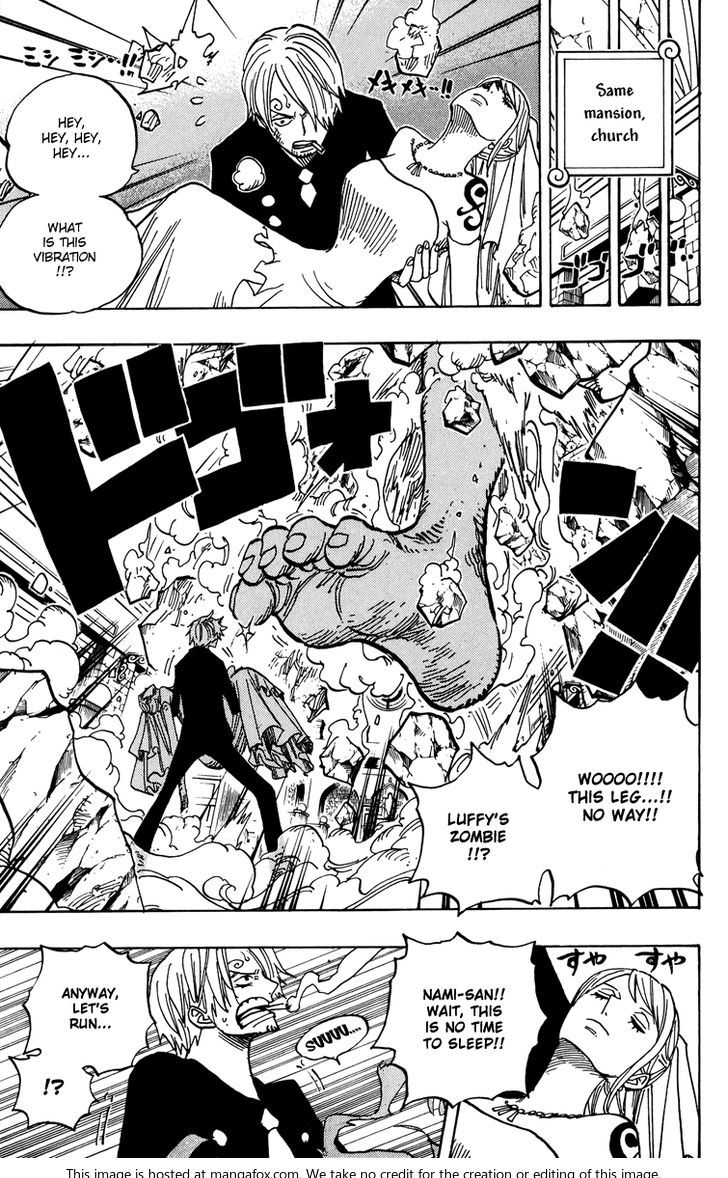 Same
mansion,
church
ゴゴゴゴ‥
メキメキ‥!!
ミシ ミシ‥!!
HEY,
HEY, HEY,
HEY...
WHAT
IS THIS
VIBRATION
!!?
ドゴォ
WOOOO!!!!
THIS LEG...!!
NO WAY!!
LUFFY'S
ZOMBIE
!!?
すや すや
NAMI-SAN!!
WAIT, THIS
IS NO TIME
TO SLEEP!!
SUUUU....
ANYWAY,
LET'S
RUN...
!?
This image is hosted at mangafox.com. We take no credit for the creation or editing of this image.